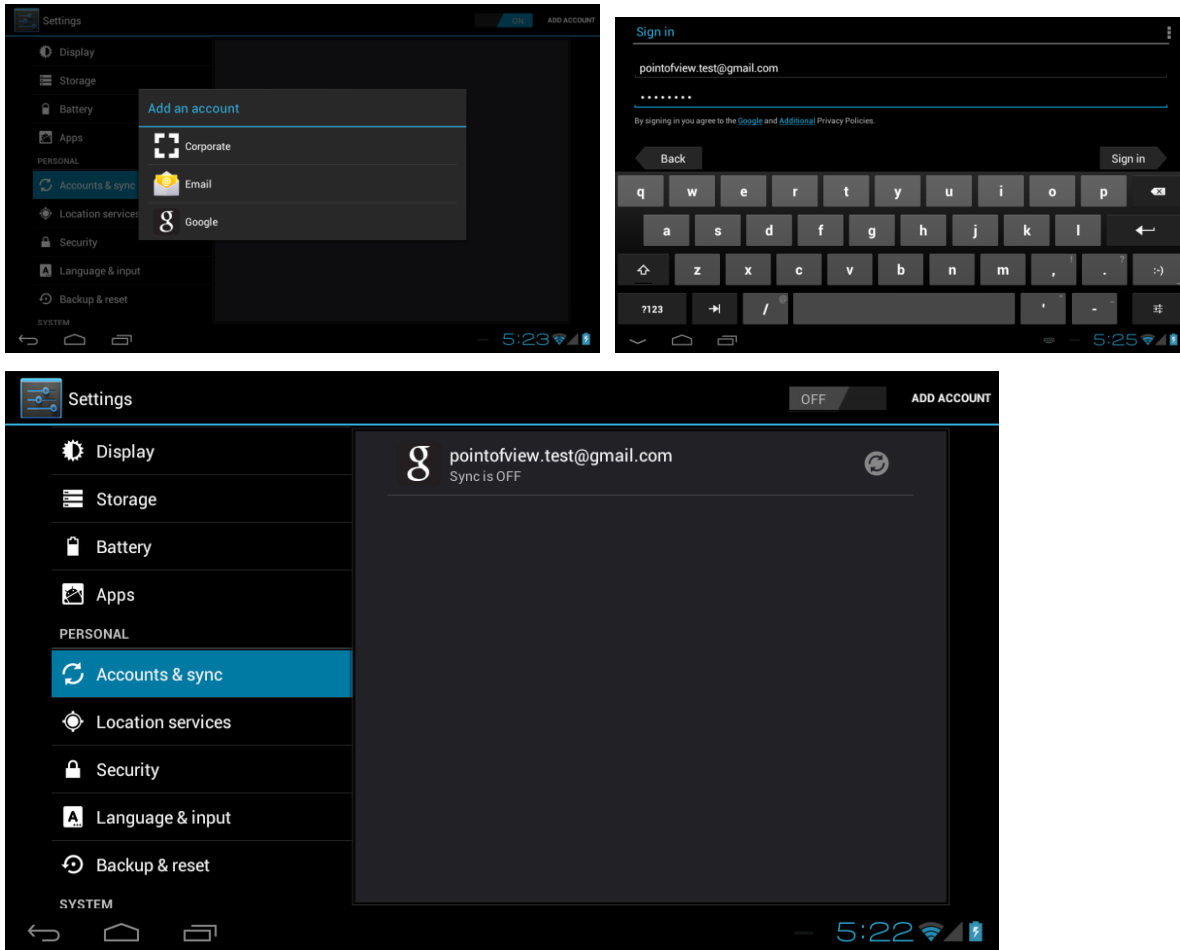 Settings
ON
ADD ACCOUNT
Display
Storage
Battery
Apps
PERSONAL
Accounts & sync
Location services
Security
Language & input
Backup & reset
SYSTEM
Add an account
Corporate
Email
Google
5:23
Sign in
pointofview.test@gmail.com
........
By signing in you agree to the Google and Additional Privacy Policies.
Back
Sign in
q w e r t y u i o p
a s d f g h j k l
z x c v b n m , ! . ? :-)
?123 / ' " - _
5:25
Settings
OFF
ADD ACCOUNT
Display
Storage
Battery
Apps
PERSONAL
Accounts & sync
Location services
Security
Language & input
Backup & reset
SYSTEM
pointofview.test@gmail.com
Sync is OFF
5:22